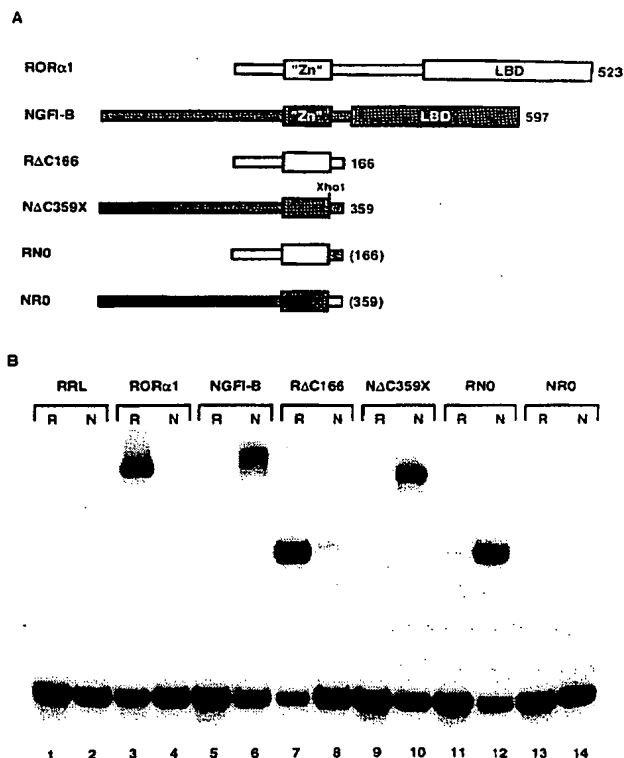 A
RORα1 "Zn" LBD 523
NGFI-B "Zn" LBD 597
RΔC166 166
XhoI
NΔC359X 359
RN0 (166)
NR0 (359)
B
RRL RORα1 NGFI-B RΔC166 NΔC359X RN0 NR0
R N R N R N R N R N R N R N
1 2 3 4 5 6 7 8 9 10 11 12 13 14